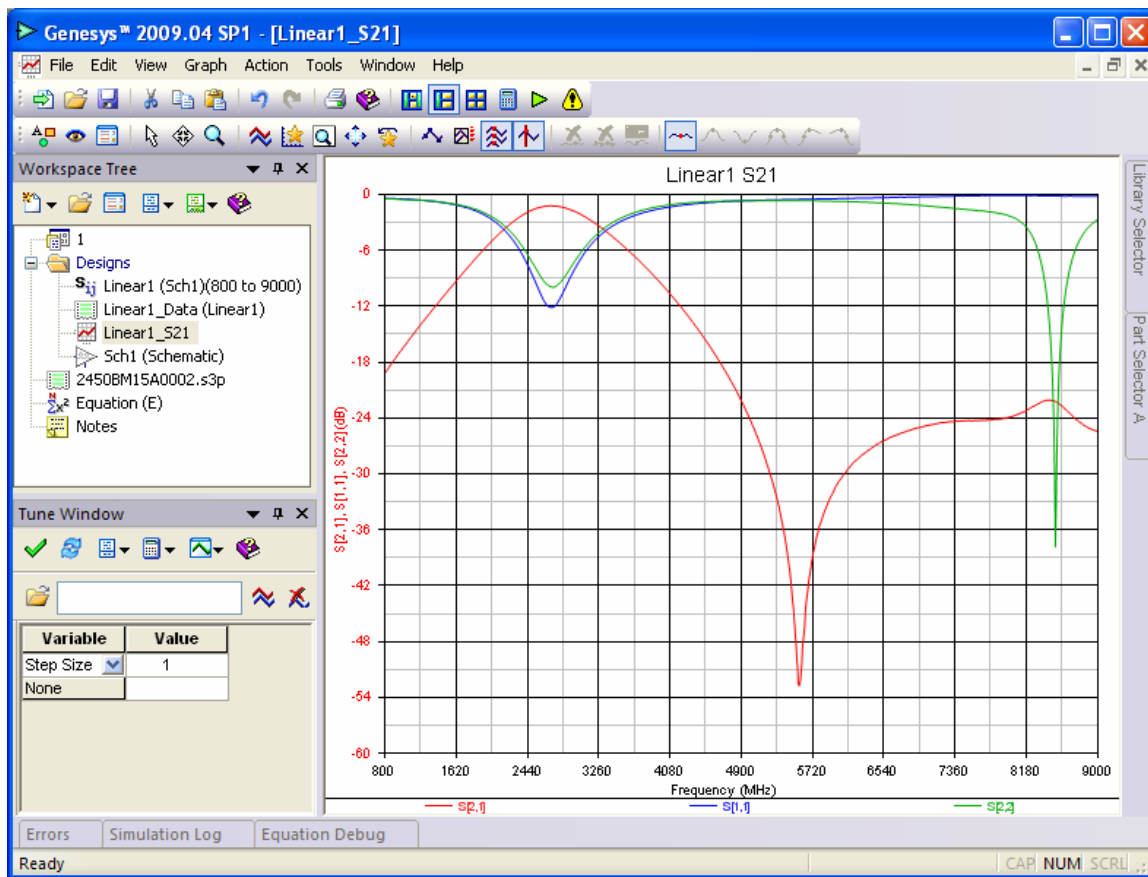 Genesys™ 2009.04 SP1 - [Linear1_S21]
File Edit View Graph Action Tools Window Help
Workspace Tree
1
Designs
Sij Linear1 (Sch1)(800 to 9000)
Linear1_Data (Linear1)
Linear1_S21
Sch1 (Schematic)
2450BM15A0002.s3p
N Σx² Equation (E)
Notes
Tune Window
Variable Value
Step Size 1
None
Linear1 S21
0
-6
-12
-18
-24
-30
-36
-42
-48
-54
-60
S[2,1], S[1,1], S[2,2](dB)
800 1620 2440 3260 4080 4900 5720 6540 7360 8180 9000
Frequency (MHz)
S[2,1] S[1,1] S[2,2]
Library Selector
Part Selector A
Errors Simulation Log Equation Debug
Ready CAP NUM SCRL